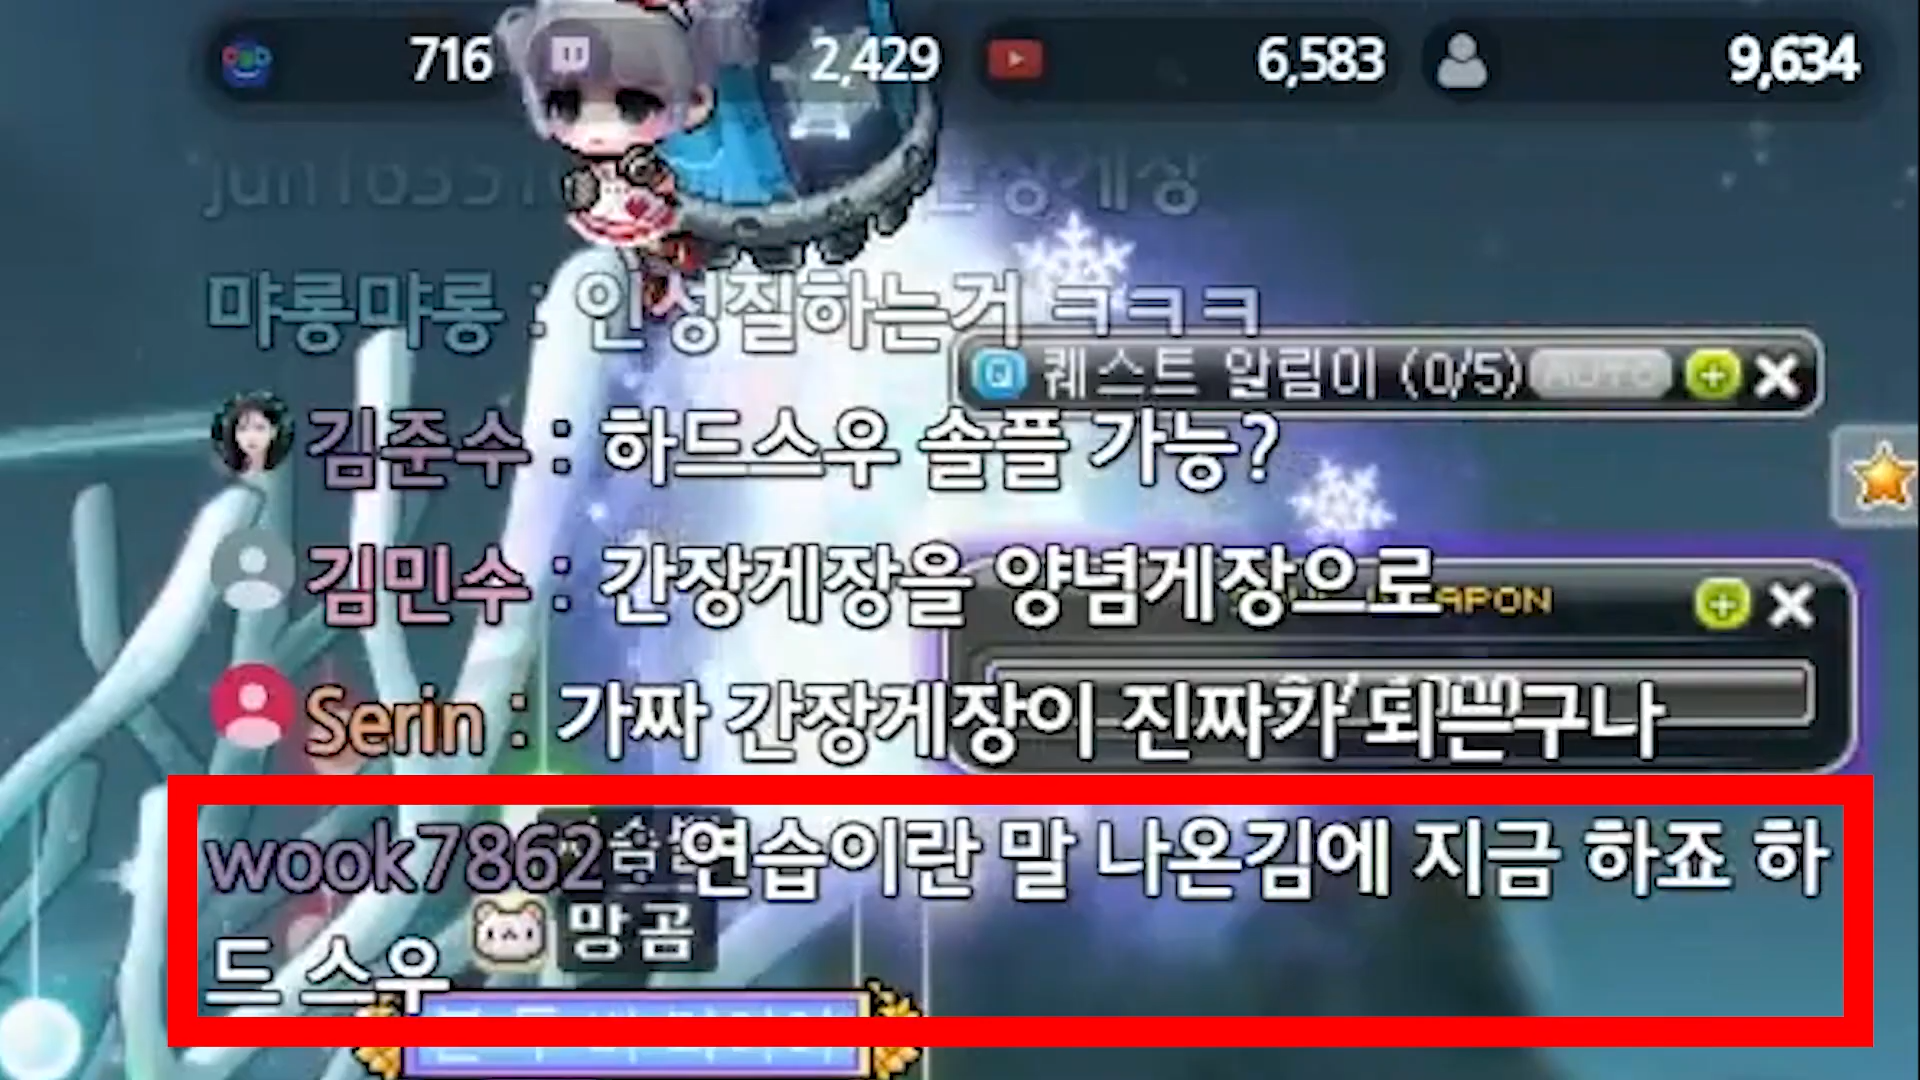 716 2,429 6,583 9,634
먀롱먀롱 : 인성질하는거 ㅋㅋㅋ
퀘스트 알림이 (0/5) AUTO
김준수 : 하드스우 솔플 가능?
김민수 : 간장게장을 양념게장으로
Serin : 가짜 간장게장이 진짜가 되는구나
wook7862 : 연습이란 말 나온김에 지금 하죠 하
드 스우
망곰